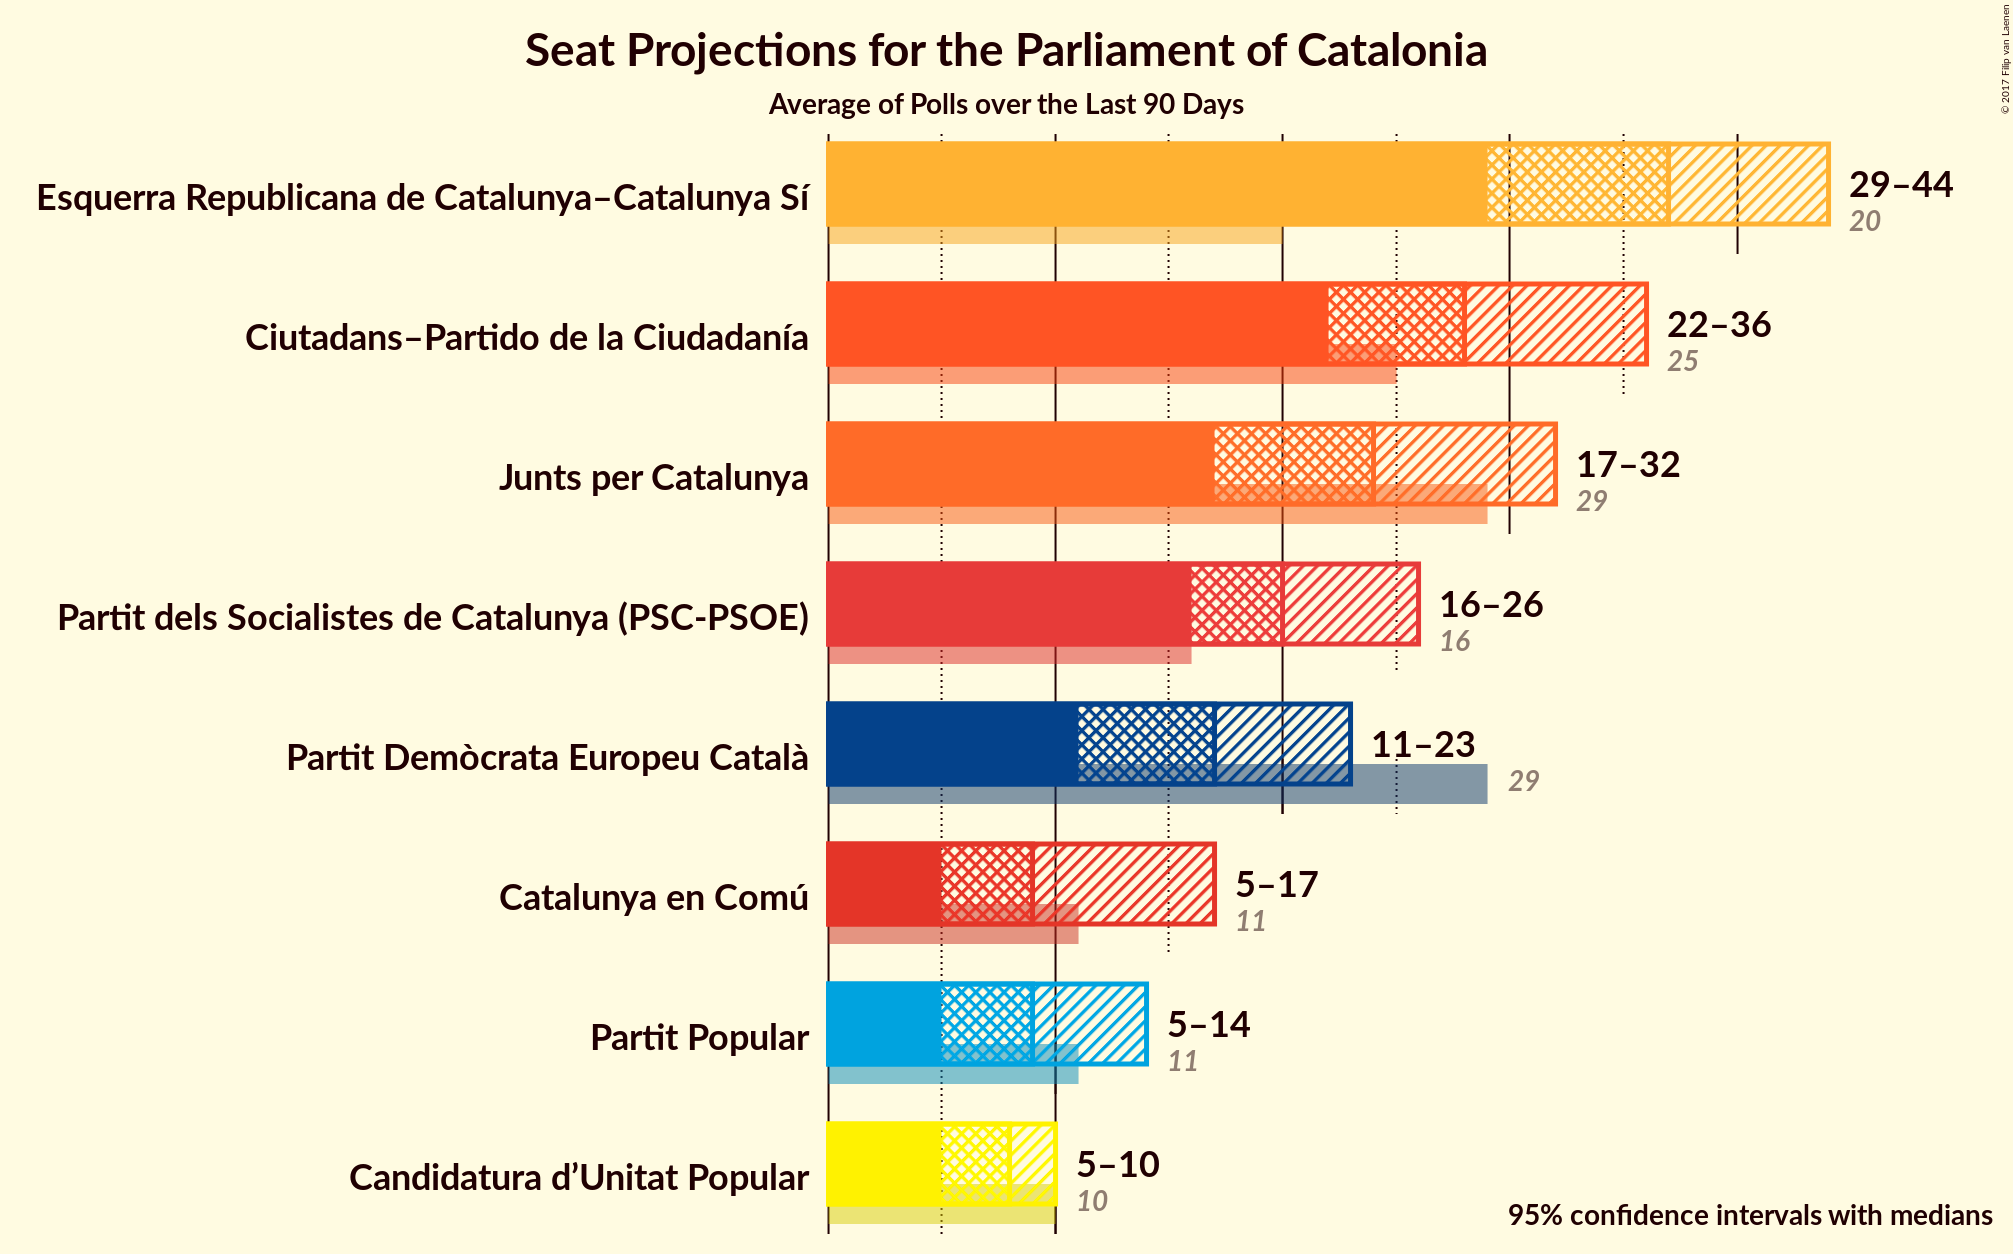 Seat Projections for the Parliament of Catalonia
Average of Polls over the Last 90 Days
© 2017 Filip van Laenen
Esquerra Republicana de Catalunya–Catalunya Sí
29–44
20
Ciutadans–Partido de la Ciudadanía
22–36
25
Junts per Catalunya
17–32
29
Partit dels Socialistes de Catalunya (PSC-PSOE)
16–26
16
Partit Demòcrata Europeu Català
11–23
29
Catalunya en Comú
5–17
11
Partit Popular
5–14
11
Candidatura d’Unitat Popular
5–10
10
95% confidence intervals with medians